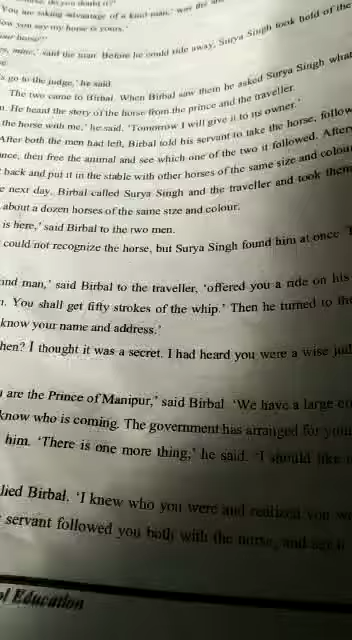 You are taking advantage of a kind man,' was the
you say my horse is yours.'
your horse?'
mine,' said the man. Before he could ride away, Surya Singh took hold of the
s go to the judge,' he said.
The two came to Birbal. When Birbal saw them he asked Surya Singh what
He heard the story of the horse from the prince and the traveller.
the horse with me,' he said. 'Tomorrow I will give it to its owner.'
After both the men had left, Birbal told his servant to take the horse, follow
nce, then free the animal and see which one of the two it followed. After
back and put it in the stable with other horses of the same size and colour
e next day, Birbal called Surya Singh and the traveller and took them
about a dozen horses of the same size and colour.
is here,' said Birbal to the two men.
could not recognize the horse, but Surya Singh found him at once
ind man,' said Birbal to the traveller, 'offered you a ride on his
. You shall get fifty strokes of the whip.' Then he turned to the
know your name and address.'
hen? I thought it was a secret. I had heard you were a wise jud
are the Prince of Manipur,' said Birbal 'We have a large
know who is coming. The government has arranged for your
him. 'There is one more thing,' he said. 'I should like
lied Birbal. 'I knew who you were and realized you
servant followed you both with the horse, and
of Education